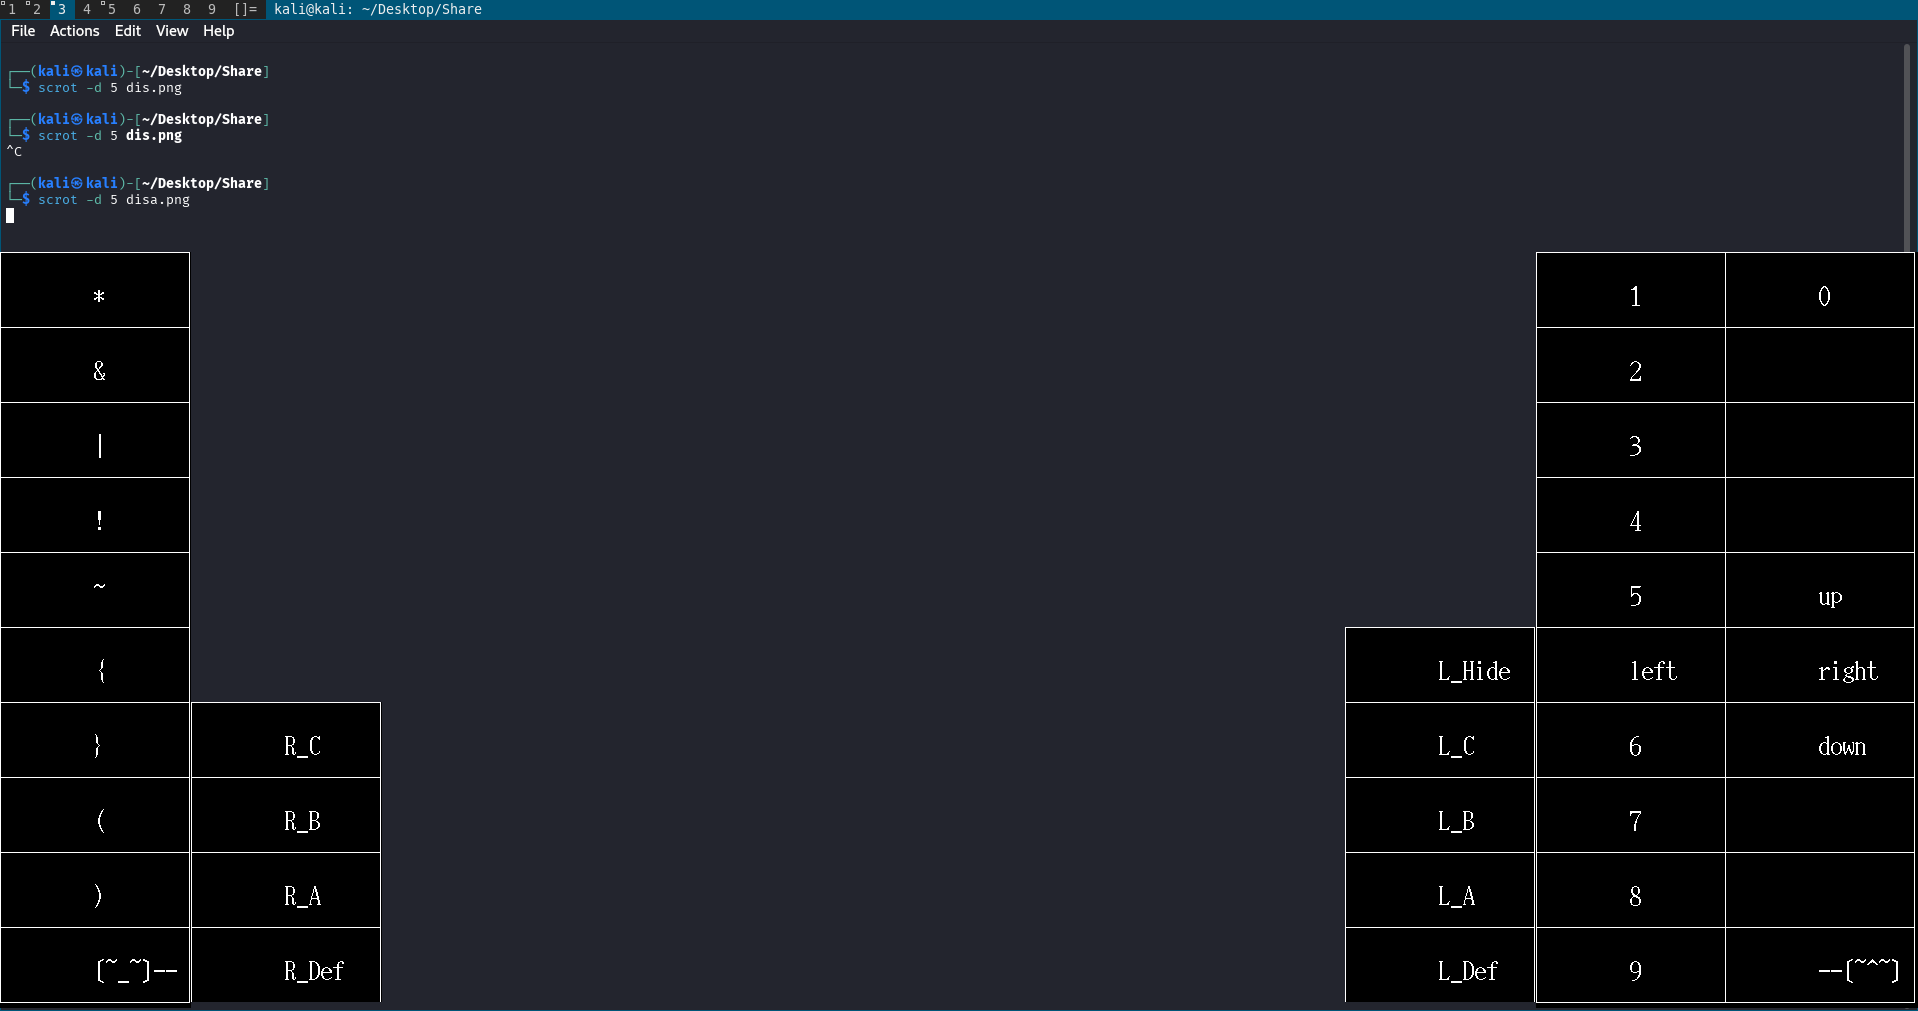 1 2 3 4 5 6 7 8 9 []= kali@kali: ~/Desktop/Share
File Actions Edit View Help
┌──(kali㉿kali)-[~/Desktop/Share]
└─$ scrot -d 5 dis.png
┌──(kali㉿kali)-[~/Desktop/Share]
└─$ scrot -d 5 dis.png
^C
┌──(kali㉿kali)-[~/Desktop/Share]
└─$ scrot -d 5 disa.png
* 1 0
& 2
| 3
! 4
~ 5 up
{ L_Hide left right
} R_C L_C 6 down
( R_B L_B 7
) R_A L_A 8
(~_~)-- R_Def L_Def 9 --(~^~)